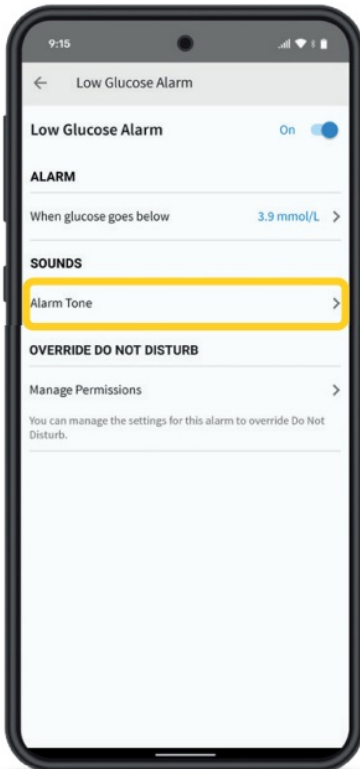 9:15
Low Glucose Alarm
Low Glucose Alarm On
ALARM
When glucose goes below 3.9 mmol/L
SOUNDS
Alarm Tone
OVERRIDE DO NOT DISTURB
Manage Permissions
You can manage the settings for this alarm to override Do Not
Disturb.